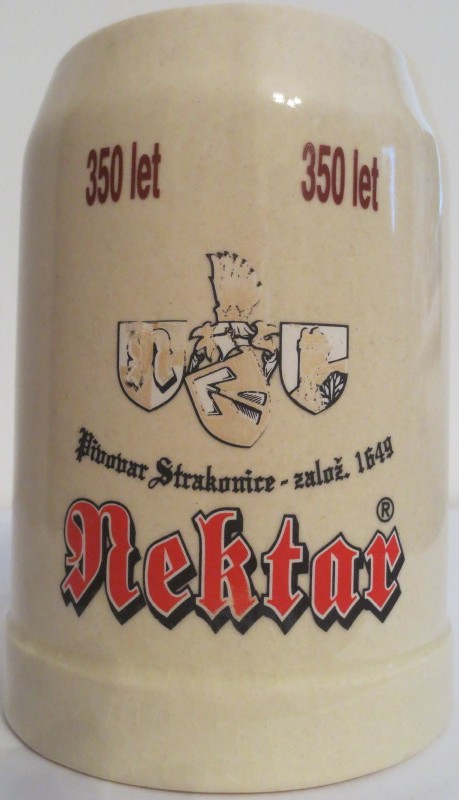 350 let 350 let
Pivovar Strakonice - založ. 1649
Nektar ®